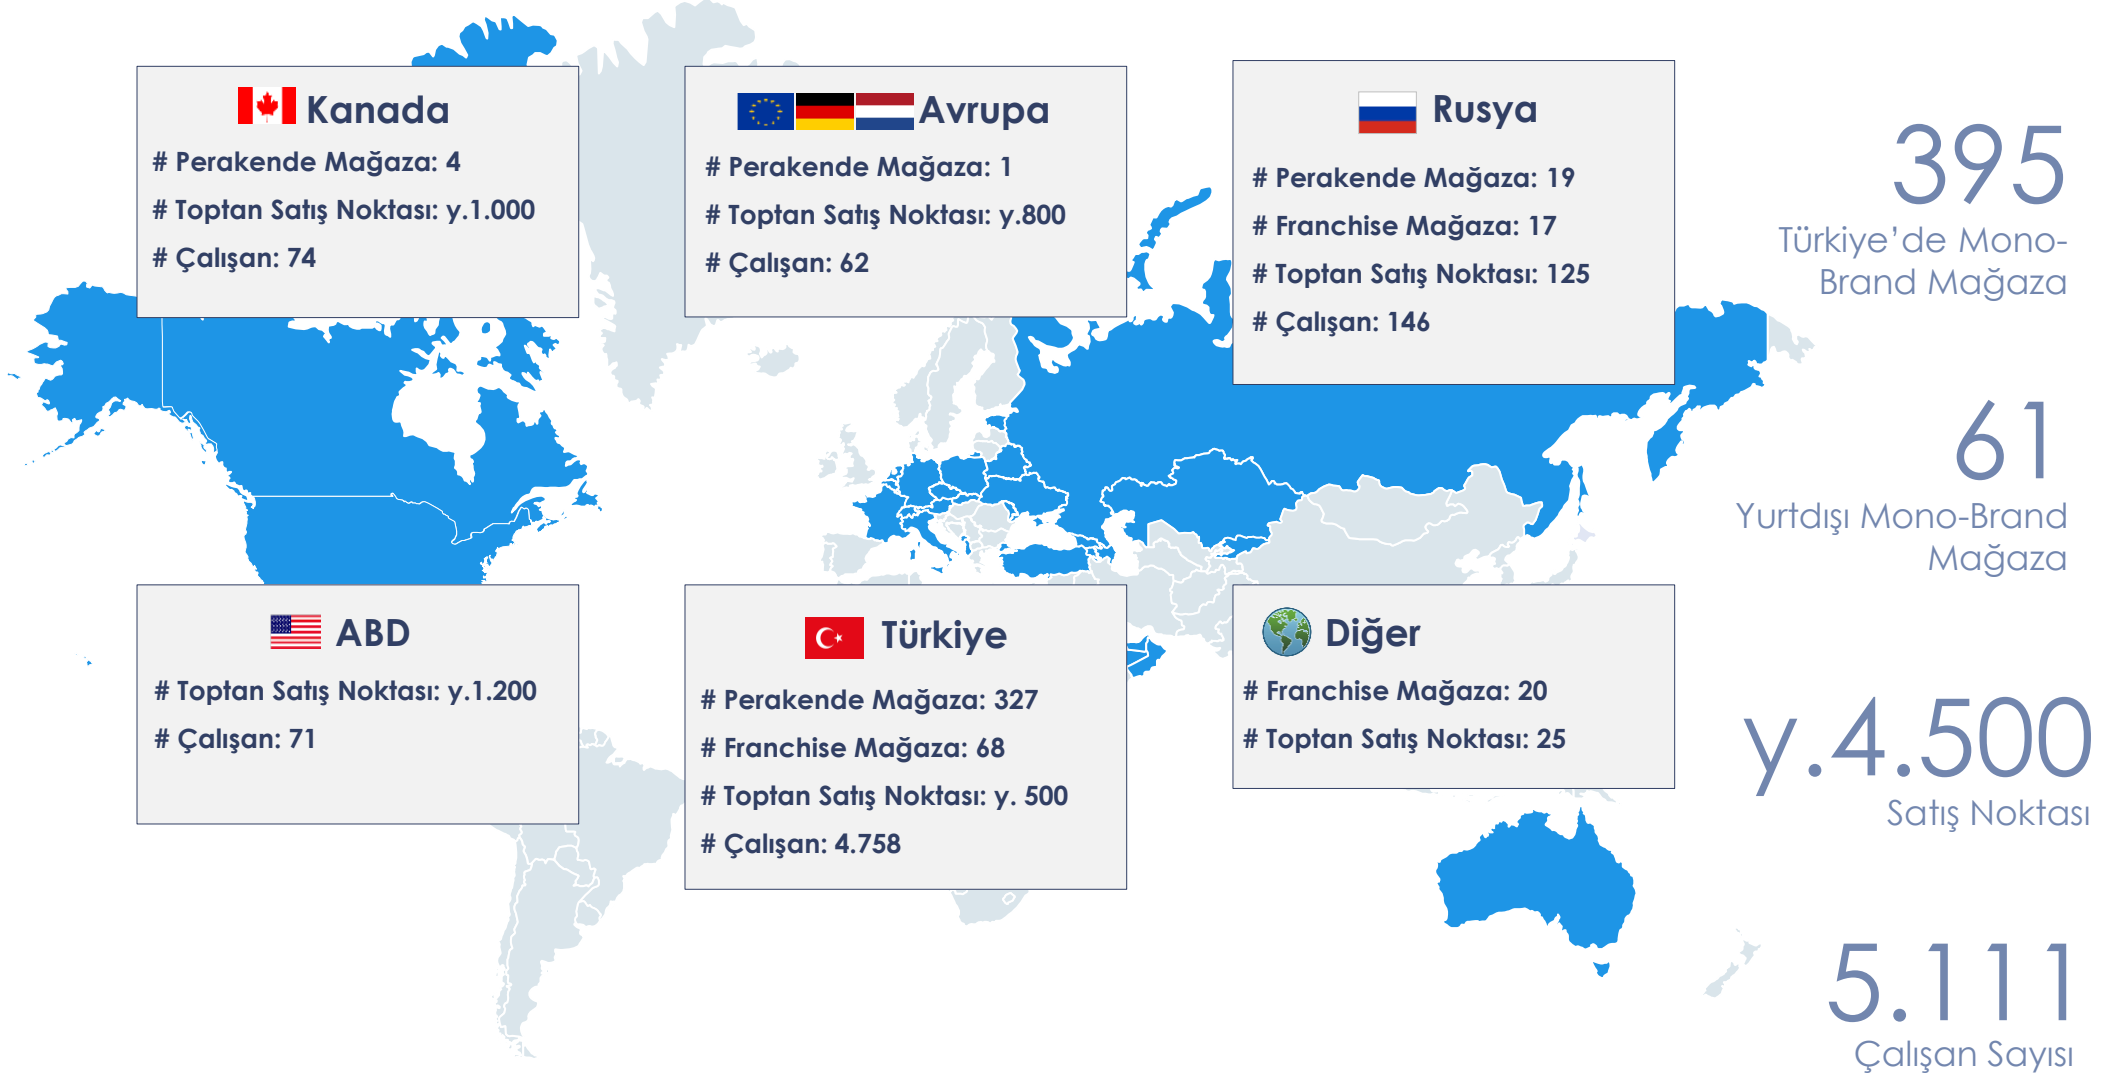 Kanada
# Perakende Mağaza: 4
# Toptan Satış Noktası: y.1.000
# Çalışan: 74
Avrupa
# Perakende Mağaza: 1
# Toptan Satış Noktası: y.800
# Çalışan: 62
Rusya
# Perakende Mağaza: 19
# Franchise Mağaza: 17
# Toptan Satış Noktası: 125
# Çalışan: 146
ABD
# Toptan Satış Noktası: y.1.200
# Çalışan: 71
Türkiye
# Perakende Mağaza: 327
# Franchise Mağaza: 68
# Toptan Satış Noktası: y. 500
# Çalışan: 4.758
Diğer
# Franchise Mağaza: 20
# Toptan Satış Noktası: 25
395
Türkiye’de Mono-
Brand Mağaza
61
Yurtdışı Mono-Brand
Mağaza
y.4.500
Satış Noktası
5.111
Çalışan Sayısı